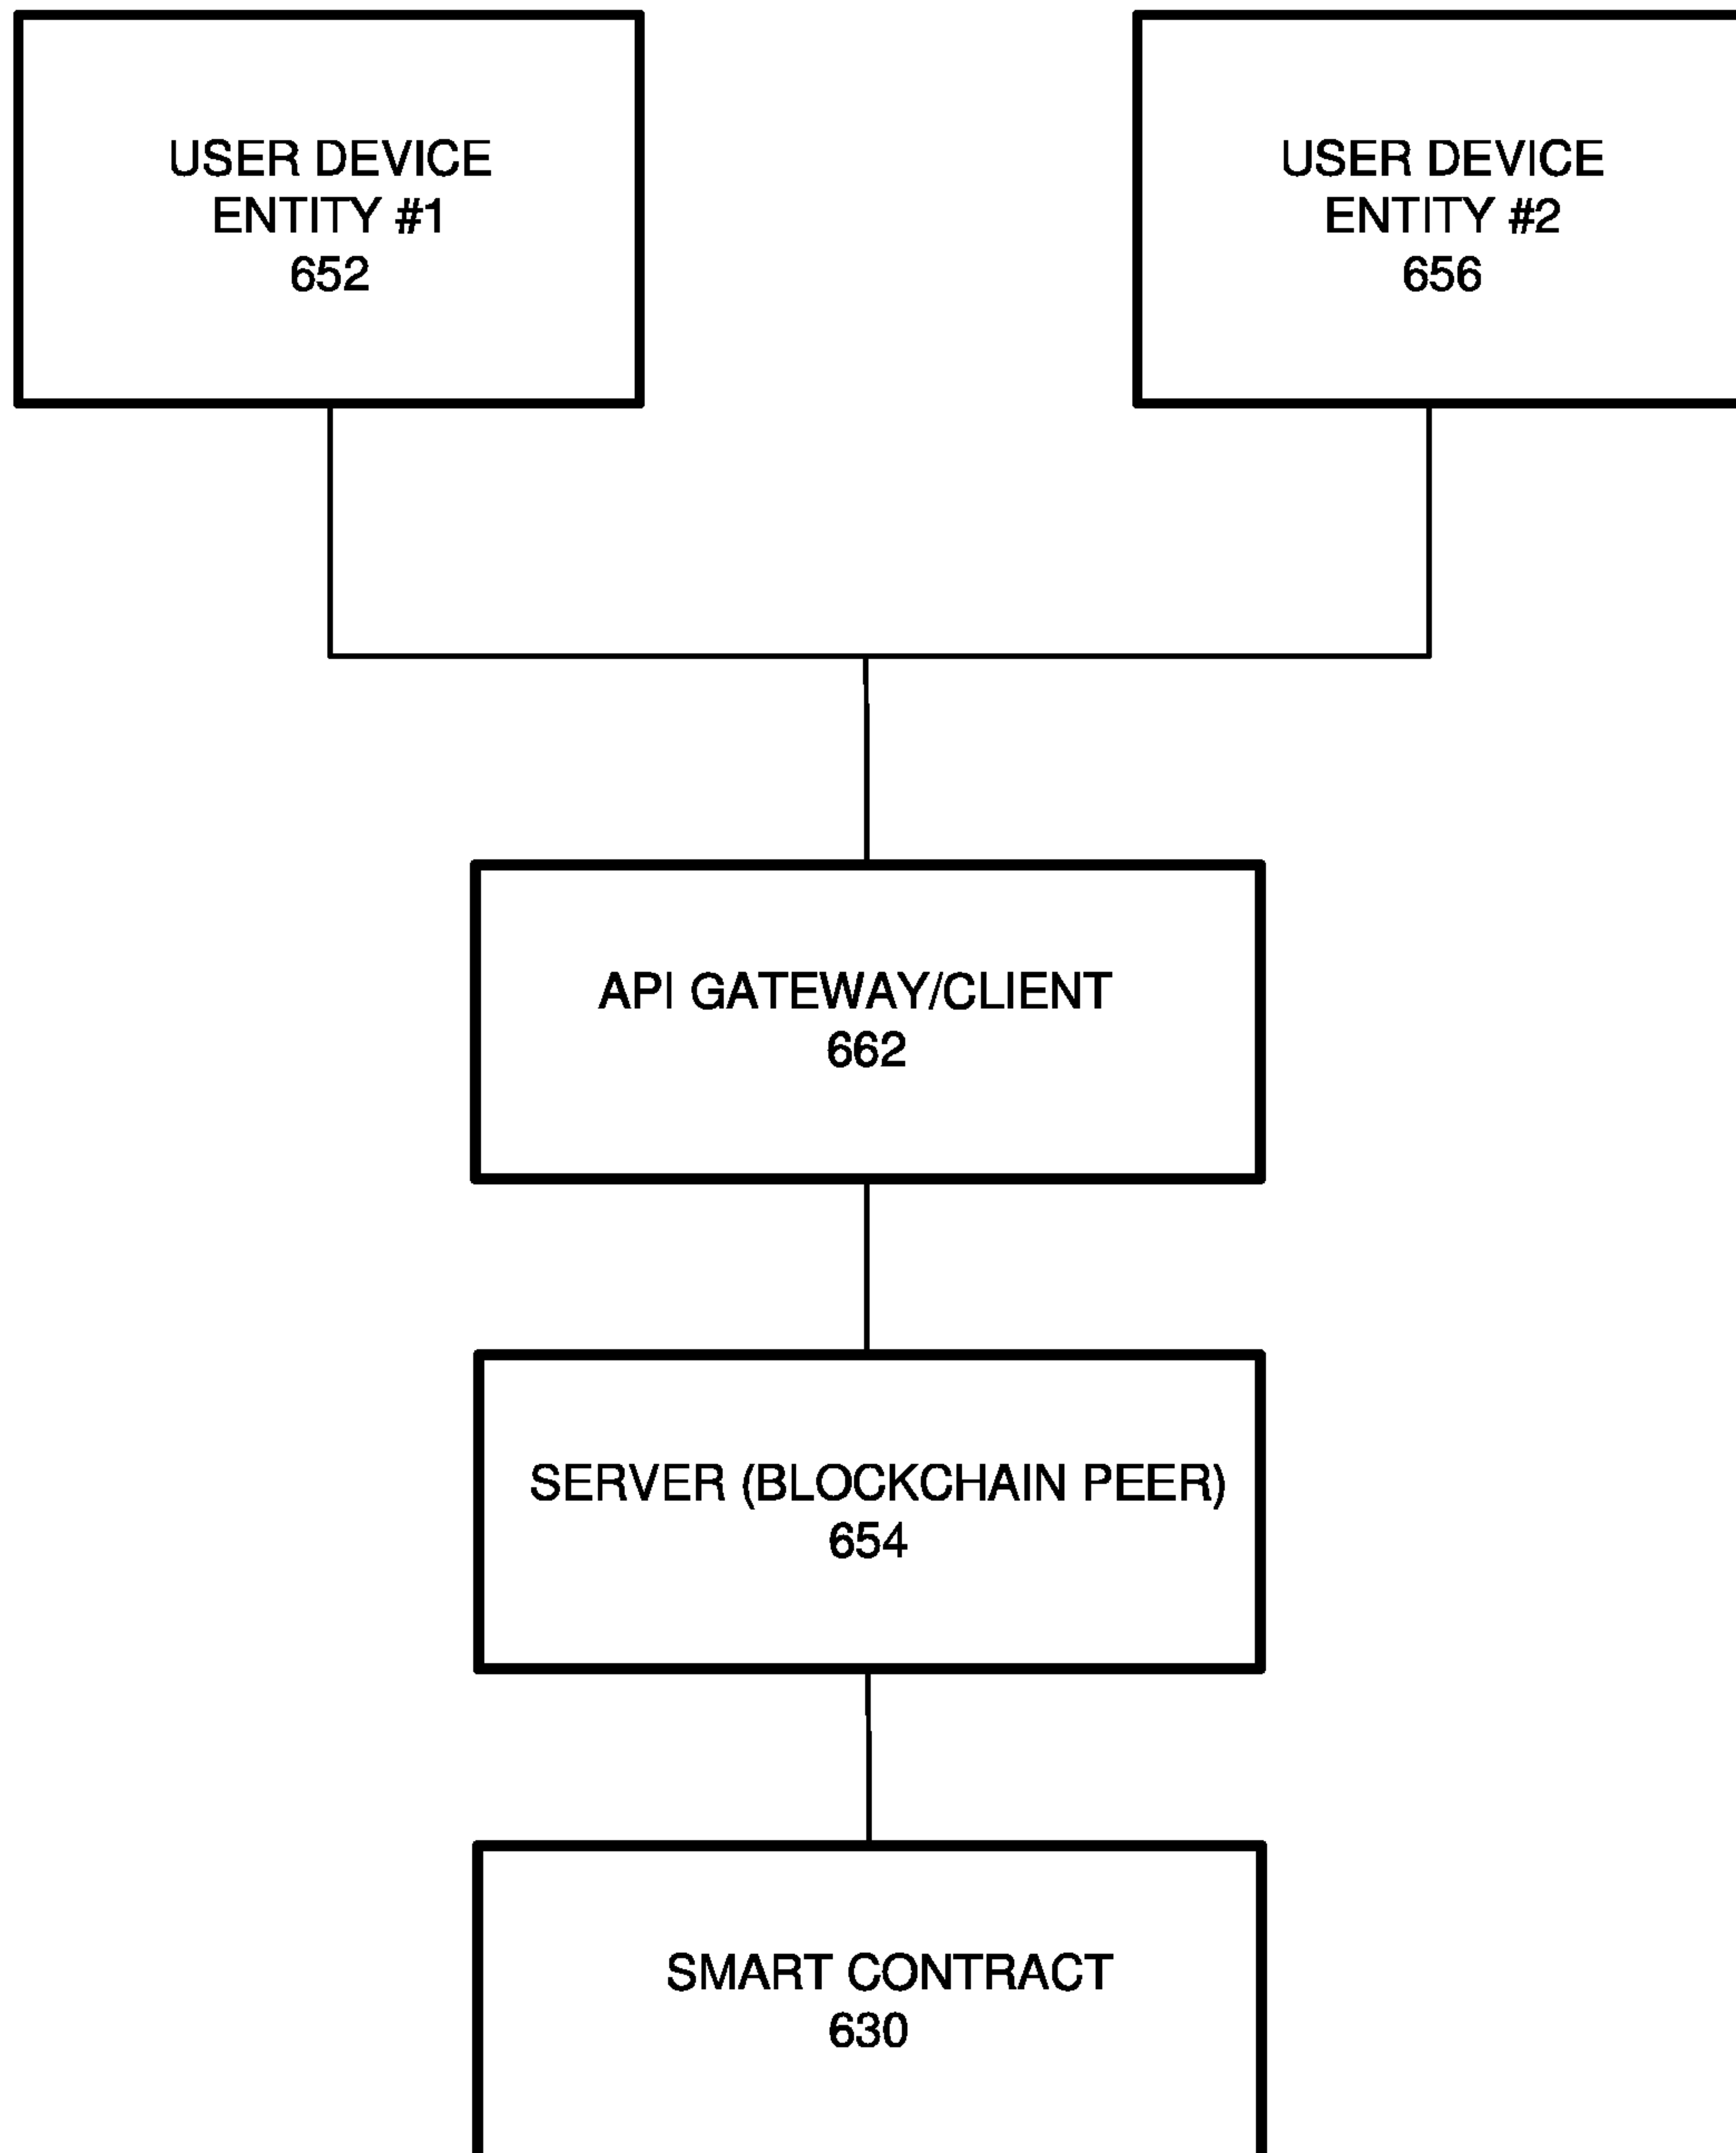 USER DEVICE
ENTITY #1
652
USER DEVICE
ENTITY #2
656
API GATEWAY/CLIENT
662
SERVER (BLOCKCHAIN PEER)
654
SMART CONTRACT
630